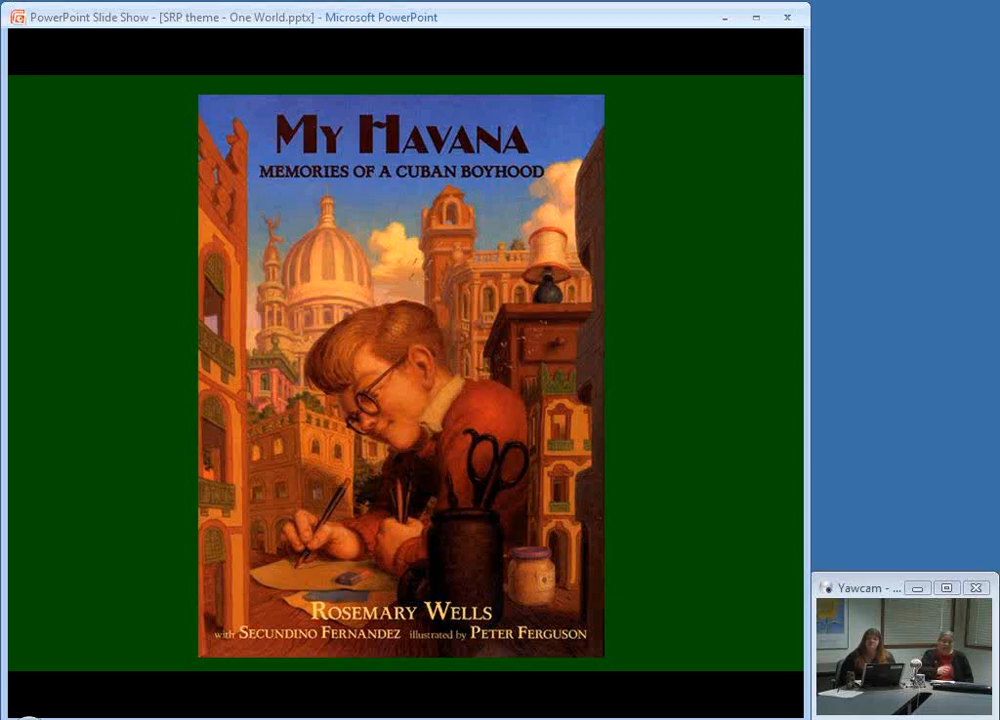 PowerPoint Slide Show - [SRP theme - One World.pptx] - Microsoft PowerPoint
MY HAVANA
MEMORIES OF A CUBAN BOYHOOD
ROSEMARY WELLS
with SECUNDINO FERNANDEZ illustrated by PETER FERGUSON
Yawcam - ...